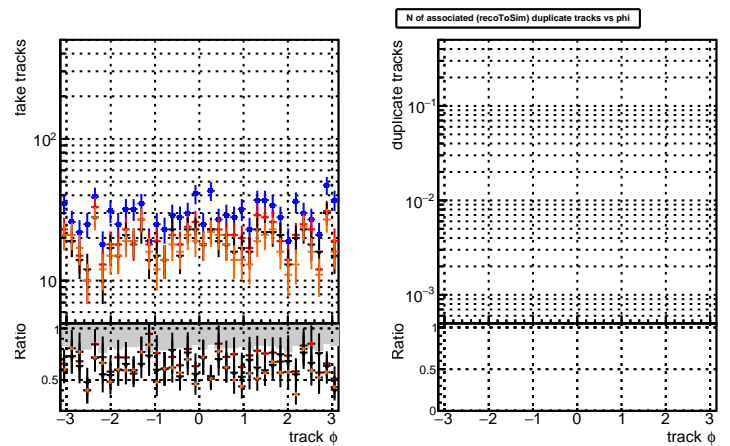 N of associated (recoToSim) duplicate tracks vs phi
fake tracks
10²
10
Ratio
1
0.5
−3 −2 −1 0 1 2 3
track ϕ
duplicate tracks
10⁻¹
10⁻²
10⁻³
Ratio
1
0.5
0
−3 −2 −1 0 1 2 3
track ϕ